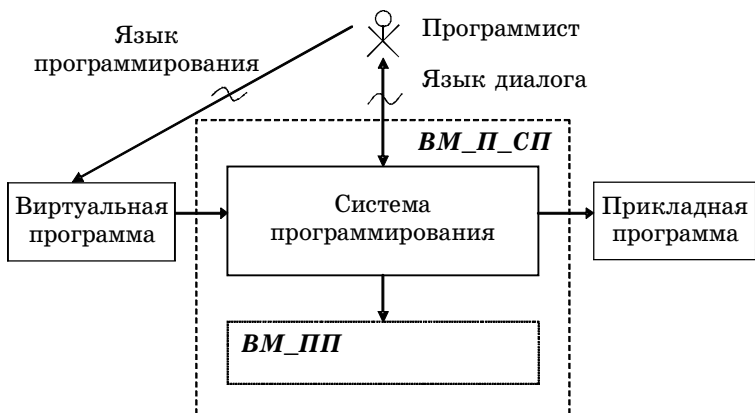 Язык
программирования
Программист
Язык диалога
ВМ_П_СП
Виртуальная
программа
Система
программирования
Прикладная
программа
ВМ_ПП